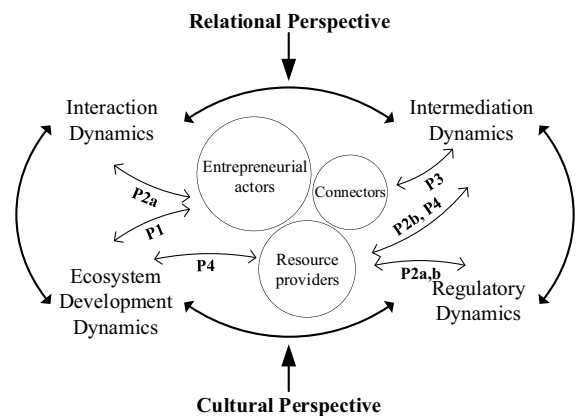 Relational Perspective
Interaction
Dynamics
Intermediation
Dynamics
Entrepreneurial
actors
Connectors
P2a
P3
P1
P2b, P4
P4
Resource
providers
P2a,b
Ecosystem
Development
Dynamics
Regulatory
Dynamics
Cultural Perspective